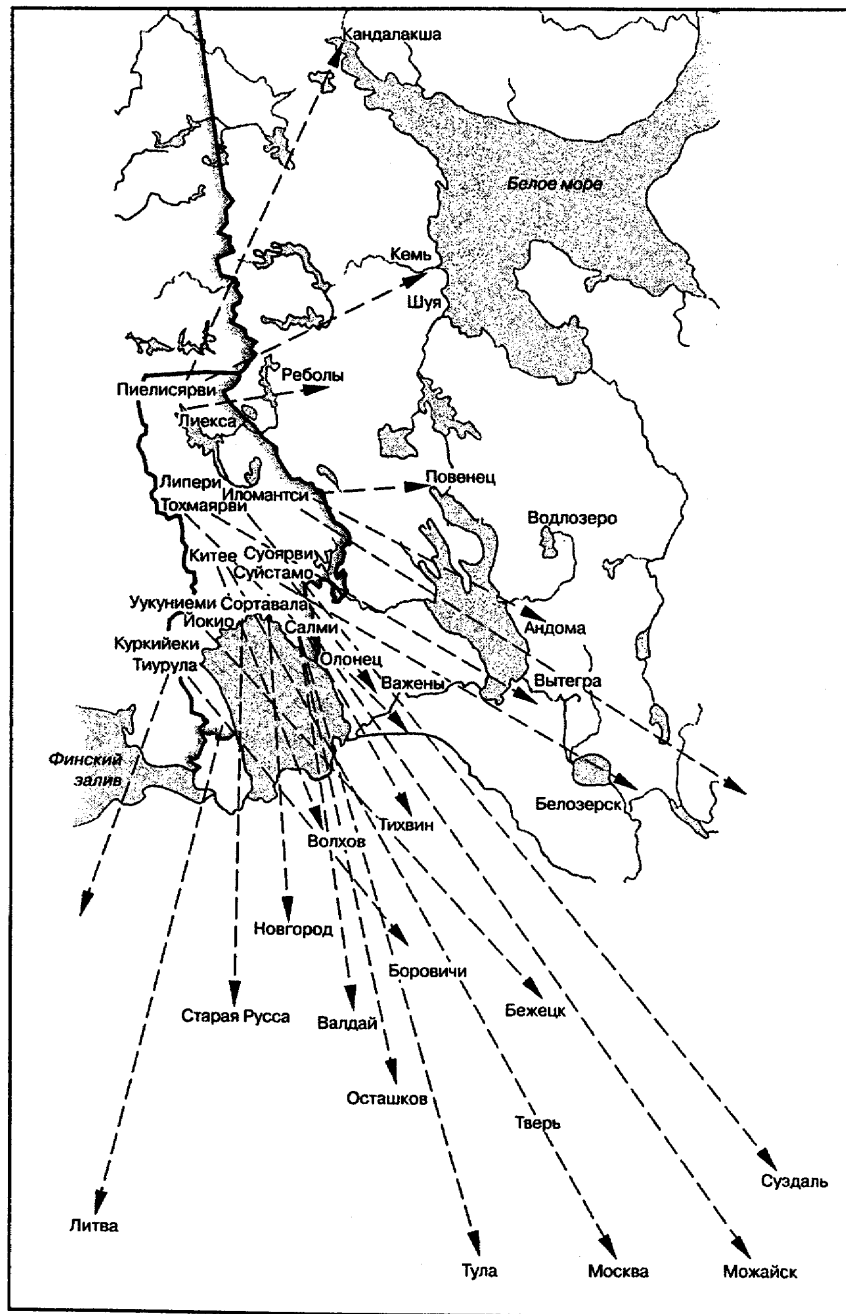 Кандалакша
Белое море
Кемь
Шуя
Реболы
Пиелисярви
Лиекса
Повенец
Липери
Иломантси
Тохмаярви
Водлозеро
Китее
Суоярви
Суйстамо
Уукуниеми
Сортавала
Йокио
Салми
Андома
Куркийеки
Олонец
Тиурула
Важены
Вытегра
Финский
залив
Белозерск
Тихвин
Волхов
Новгород
Боровичи
Старая Русса
Валдай
Бежецк
Осташков
Тверь
Суздаль
Литва
Тула
Москва
Можайск